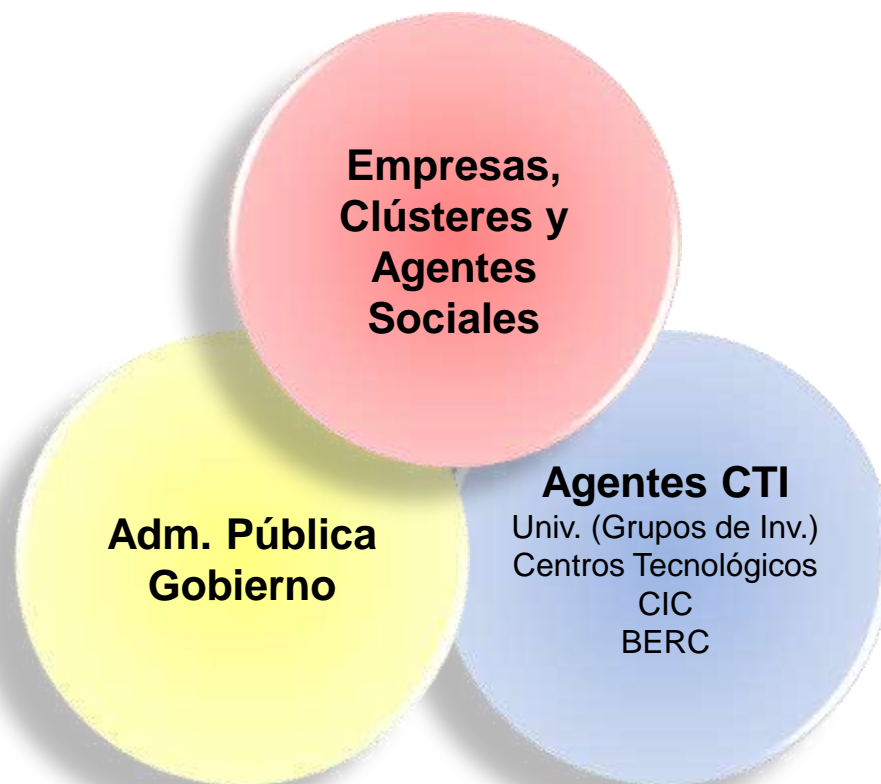 Empresas,
Clústeres y
Agentes
Sociales
Adm. Pública
Gobierno
Agentes CTI
Univ. (Grupos de Inv.)
Centros Tecnológicos
CIC
BERC